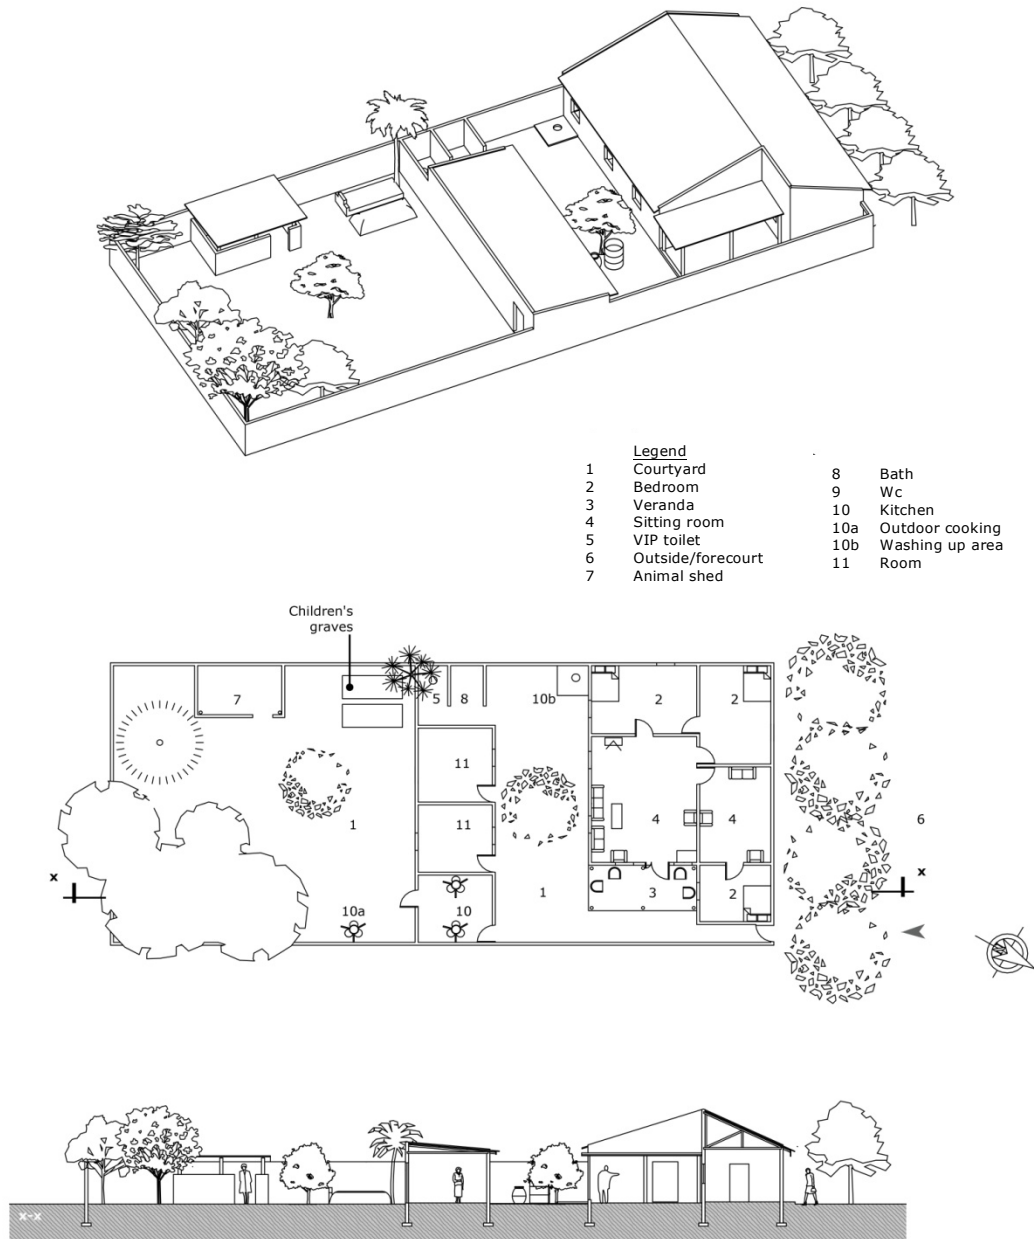 Legend
1 Courtyard
2 Bedroom
3 Veranda
4 Sitting room
5 VIP toilet
6 Outside/forecourt
7 Animal shed
8 Bath
9 Wc
10 Kitchen
10a Outdoor cooking
10b Washing up area
11 Room
Children's
graves
7
5
8
10b
2
2
11
1
11
4
4
6
x
x
10a
10
1
3
2
N
x-x